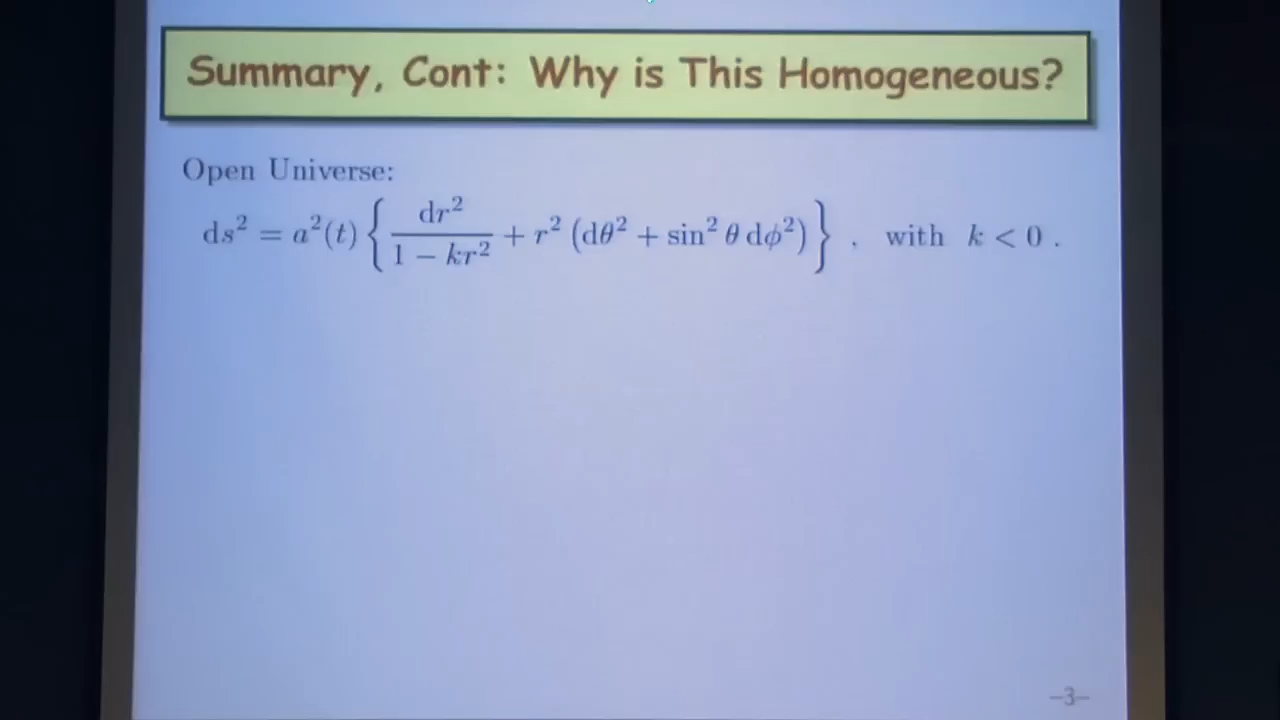 Summary, Cont: Why is This Homogeneous?
Open Universe:
ds² = a²(t) { dr² / (1 − kr²) + r² (dθ² + sin² θ dφ²) } , with k < 0 .
–3–